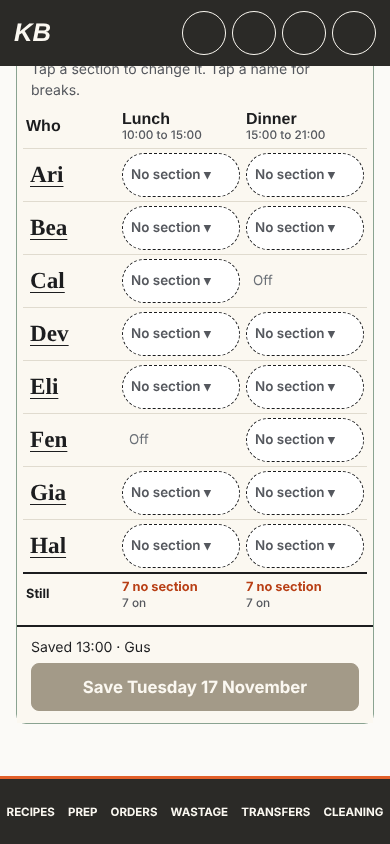 KB
Tap a section to change it. Tap a name for
breaks.
Who Lunch Dinner
10:00 to 15:00 15:00 to 21:00
Ari No section ▾ No section ▾
Bea No section ▾ No section ▾
Cal No section ▾ Off
Dev No section ▾ No section ▾
Eli No section ▾ No section ▾
Fen Off No section ▾
Gia No section ▾ No section ▾
Hal No section ▾ No section ▾
Still 7 no section 7 no section
7 on 7 on
Saved 13:00 · Gus
Save Tuesday 17 November
RECIPES PREP ORDERS WASTAGE TRANSFERS CLEANING